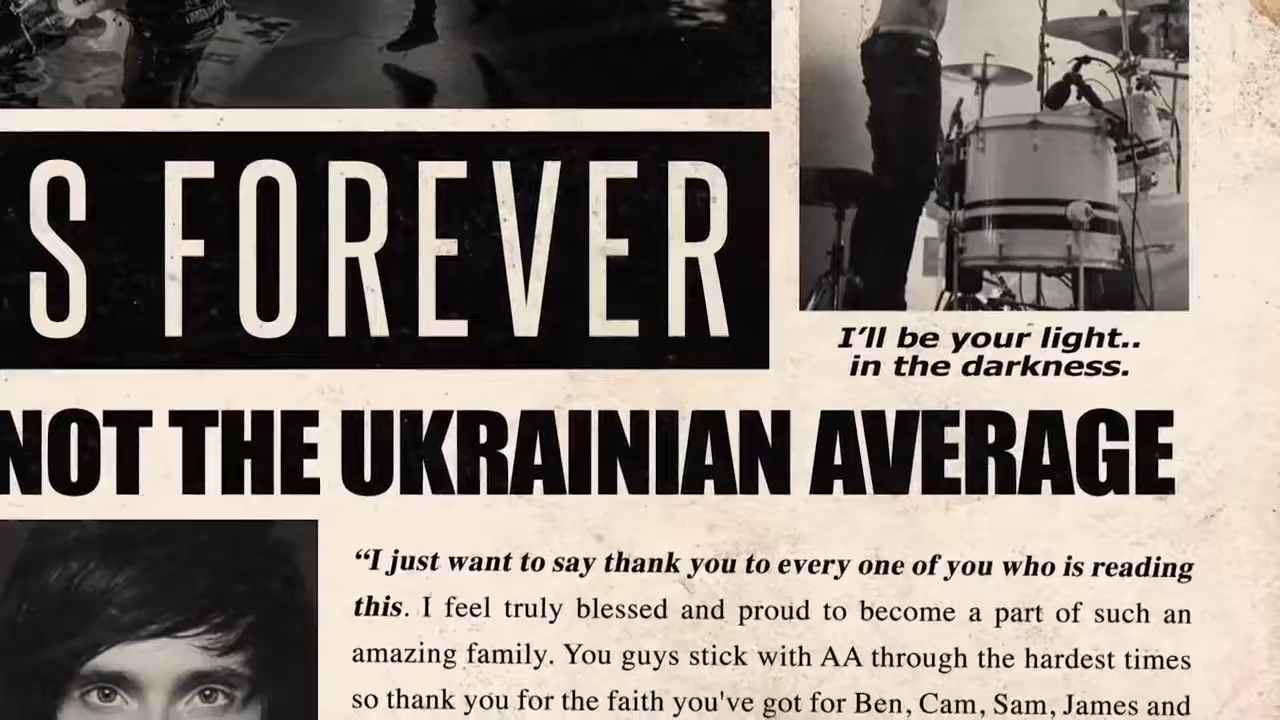 S FOREVER
I'll be your light..
in the darkness.
NOT THE UKRAINIAN AVERAGE
“I just want to say thank you to every one of you who is reading
this. I feel truly blessed and proud to become a part of such an
amazing family. You guys stick with AA through the hardest times
so thank you for the faith you've got for Ben, Cam, Sam, James and